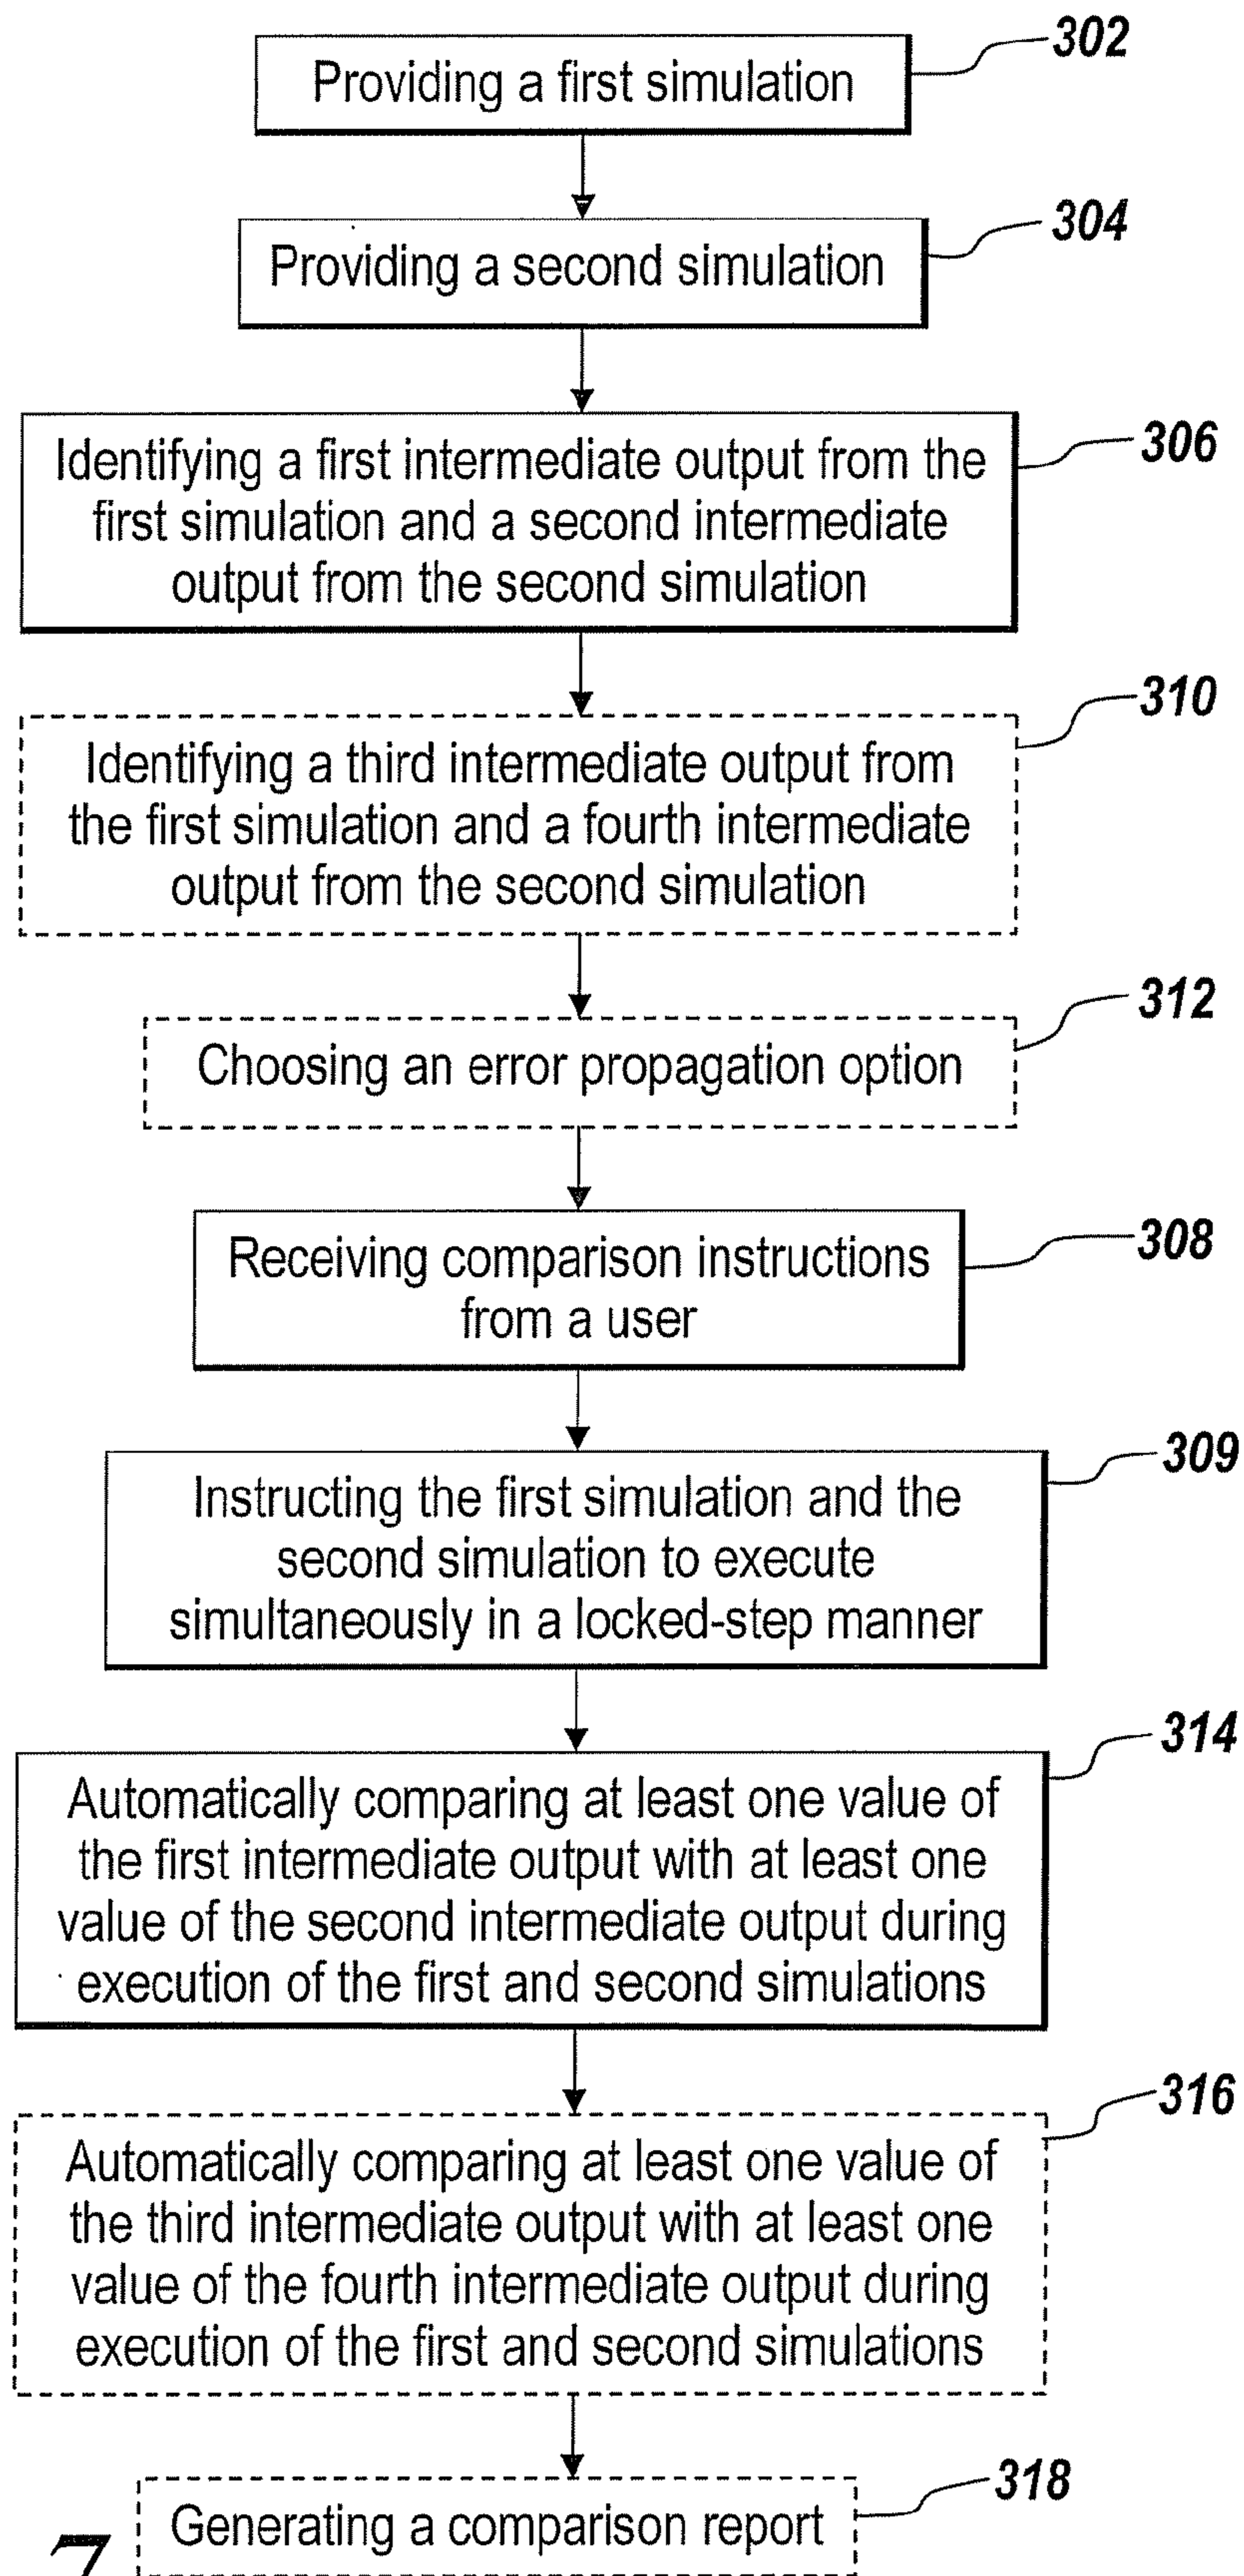 302
Providing a first simulation
304
Providing a second simulation
306
Identifying a first intermediate output from the
first simulation and a second intermediate
output from the second simulation
310
Identifying a third intermediate output from
the first simulation and a fourth intermediate
output from the second simulation
312
Choosing an error propagation option
308
Receiving comparison instructions
from a user
309
Instructing the first simulation and the
second simulation to execute
simultaneously in a locked-step manner
314
Automatically comparing at least one value of
the first intermediate output with at least one
value of the second intermediate output during
execution of the first and second simulations
316
Automatically comparing at least one value of
the third intermediate output with at least one
value of the fourth intermediate output during
execution of the first and second simulations
318
Generating a comparison report